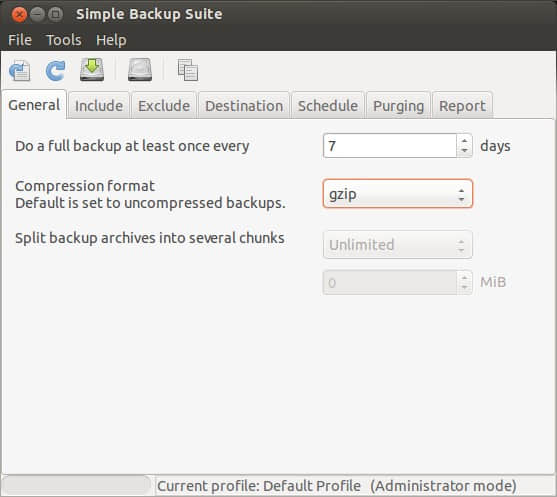 Simple Backup Suite
File Tools Help
General Include Exclude Destination Schedule Purging Report
Do a full backup at least once every 7 days
Compression format
Default is set to uncompressed backups. gzip
Split backup archives into several chunks Unlimited
0 MiB
Current profile: Default Profile (Administrator mode)